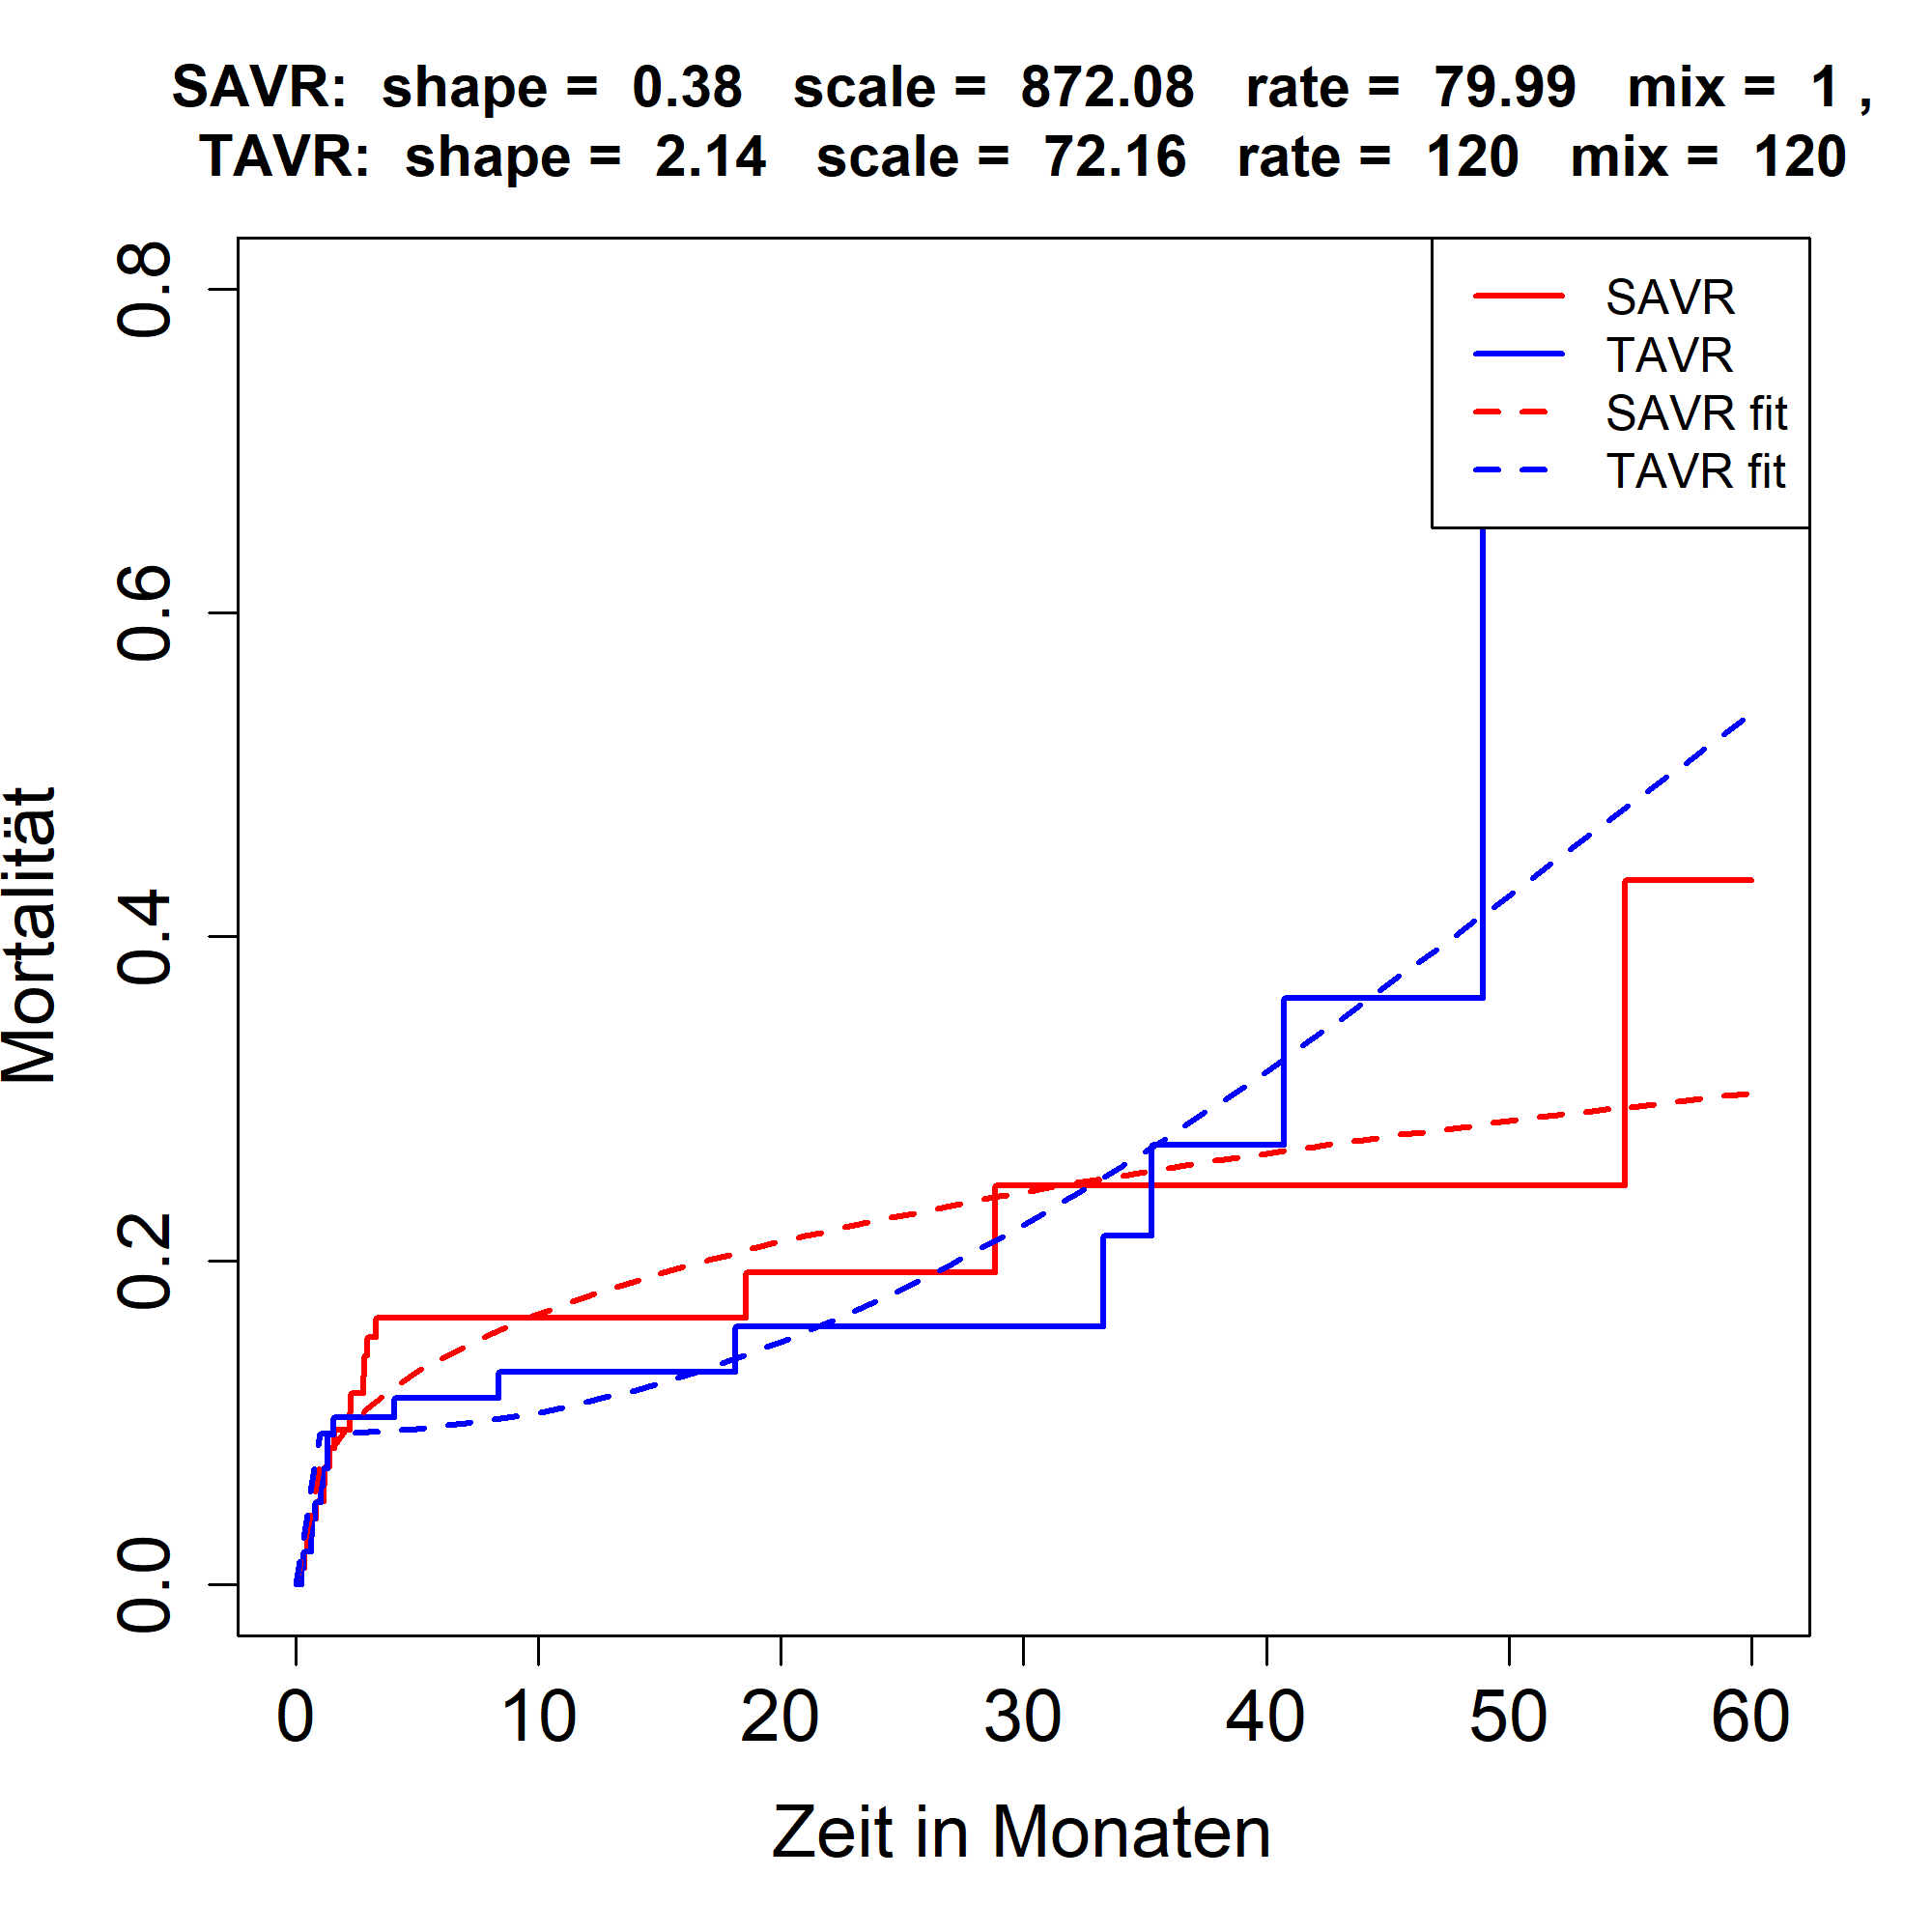 SAVR: shape = 0.38 scale = 872.08 rate = 79.99 mix = 1 ,
TAVR: shape = 2.14 scale = 72.16 rate = 120 mix = 120
SAVR
TAVR
SAVR fit
TAVR fit
Mortalität
0.8
0.6
0.4
0.2
0.0
0 10 20 30 40 50 60
Zeit in Monaten